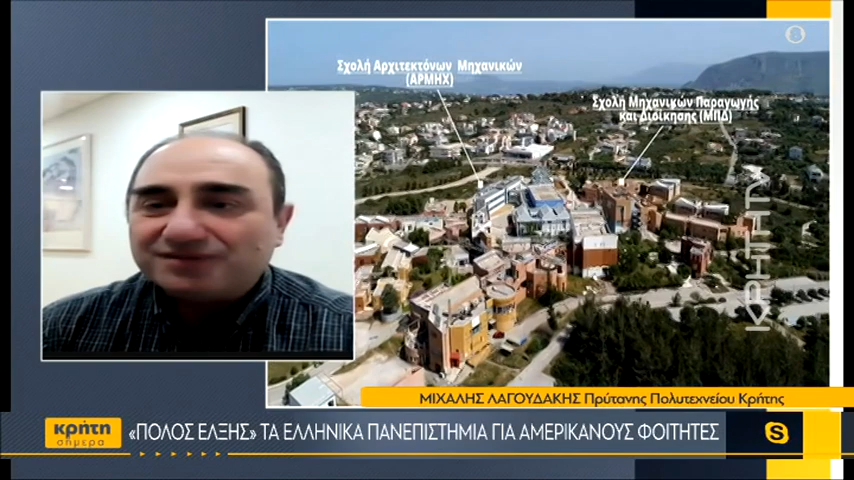 Σχολή Αρχιτεκτόνων Μηχανικών
(ΑΡΜΗΧ)
Σχολή Μηχανικών Παραγωγής
και Διοίκησης (ΜΠΔ)
ΚΡΗΤΗ TV
ΜΙΧΑΛΗΣ ΛΑΓΟΥΔΑΚΗΣ Πρύτανης Πολυτεχνείου Κρήτης
κρήτη
σήμερα
«ΠΟΛΟΣ ΕΛΞΗΣ» ΤΑ ΕΛΛΗΝΙΚΑ ΠΑΝΕΠΙΣΤΗΜΙΑ ΓΙΑ ΑΜΕΡΙΚΑΝΟΥΣ ΦΟΙΤΗΤΕΣ